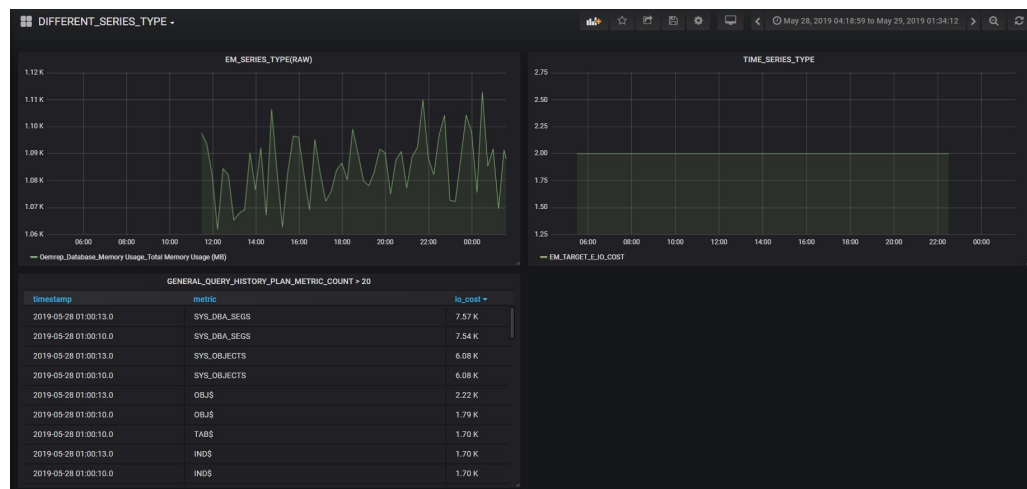 DIFFERENT_SERIES_TYPE
May 28, 2019 04:18:59 to May 29, 2019 01:34:12
EM_SERIES_TYPE(RAW)
1.12 K
1.11 K
1.10 K
1.09 K
1.08 K
1.07 K
1.06 K
06:00 08:00 10:00 12:00 14:00 16:00 18:00 20:00 22:00 00:00
Oemrep_Database_Memory Usage_Total Memory Usage (MB)
TIME_SERIES_TYPE
2.75
2.50
2.25
2.00
1.75
1.50
1.25
06:00 08:00 10:00 12:00 14:00 16:00 18:00 20:00 22:00 00:00
EM_TARGET_E_IO_COST
GENERAL_QUERY_HISTORY_PLAN_METRIC_COUNT > 20
timestamp metric io_cost
2019-05-28 01:00:13.0 SYS_DBA_SEGS 7.57 K
2019-05-28 01:00:10.0 SYS_DBA_SEGS 7.54 K
2019-05-28 01:00:13.0 SYS_OBJECTS 6.08 K
2019-05-28 01:00:10.0 SYS_OBJECTS 6.08 K
2019-05-28 01:00:13.0 OBJ$ 2.22 K
2019-05-28 01:00:10.0 OBJ$ 1.79 K
2019-05-28 01:00:10.0 TAB$ 1.70 K
2019-05-28 01:00:13.0 IND$ 1.70 K
2019-05-28 01:00:10.0 IND$ 1.70 K